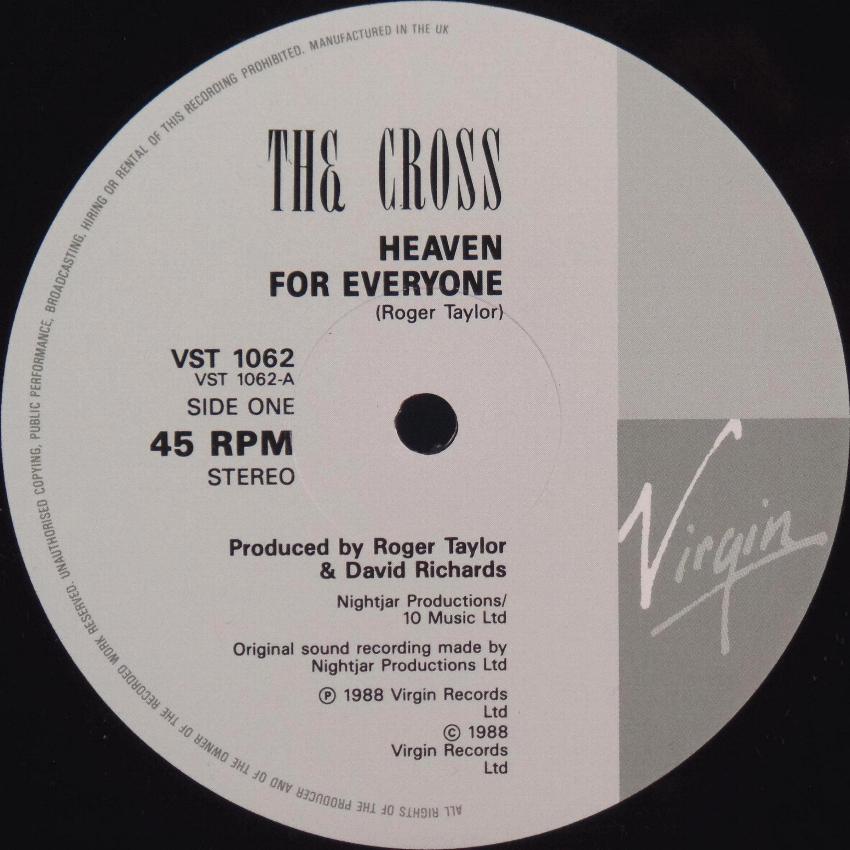 THE CROSS
HEAVEN
FOR EVERYONE
(Roger Taylor)
VST 1062
VST 1062-A
SIDE ONE
45 RPM
STEREO
Produced by Roger Taylor
& David Richards
Nightjar Productions/
10 Music Ltd
Original sound recording made by
Nightjar Productions Ltd
℗ 1988 Virgin Records
Ltd
© 1988
Virgin Records
Ltd
Virgin
ALL RIGHTS OF THE PRODUCER AND OF THE OWNER OF THE RECORDED WORK RESERVED. UNAUTHORISED COPYING, PUBLIC PERFORMANCE, BROADCASTING, HIRING OR RENTAL OF THIS RECORDING PROHIBITED. MANUFACTURED IN THE UK